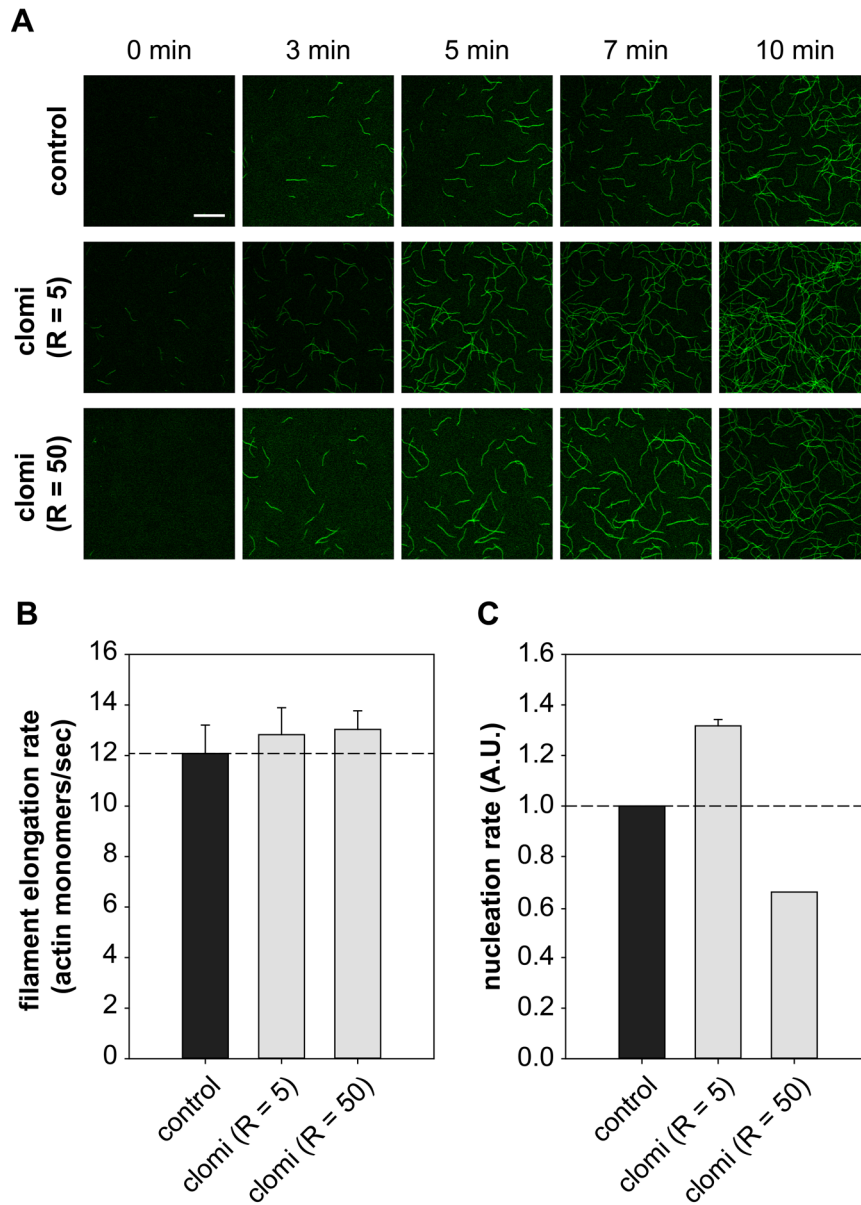 A
0 min 3 min 5 min 7 min 10 min
control
clomi
(R = 5)
clomi
(R = 50)
B
16
14
12
10
8
6
4
2
0
filament elongation rate
(actin monomers/sec)
control
clomi (R = 5)
clomi (R = 50)
C
1.6
1.4
1.2
1.0
0.8
0.6
0.4
0.2
0.0
nucleation rate (A.U.)
control
clomi (R = 5)
clomi (R = 50)